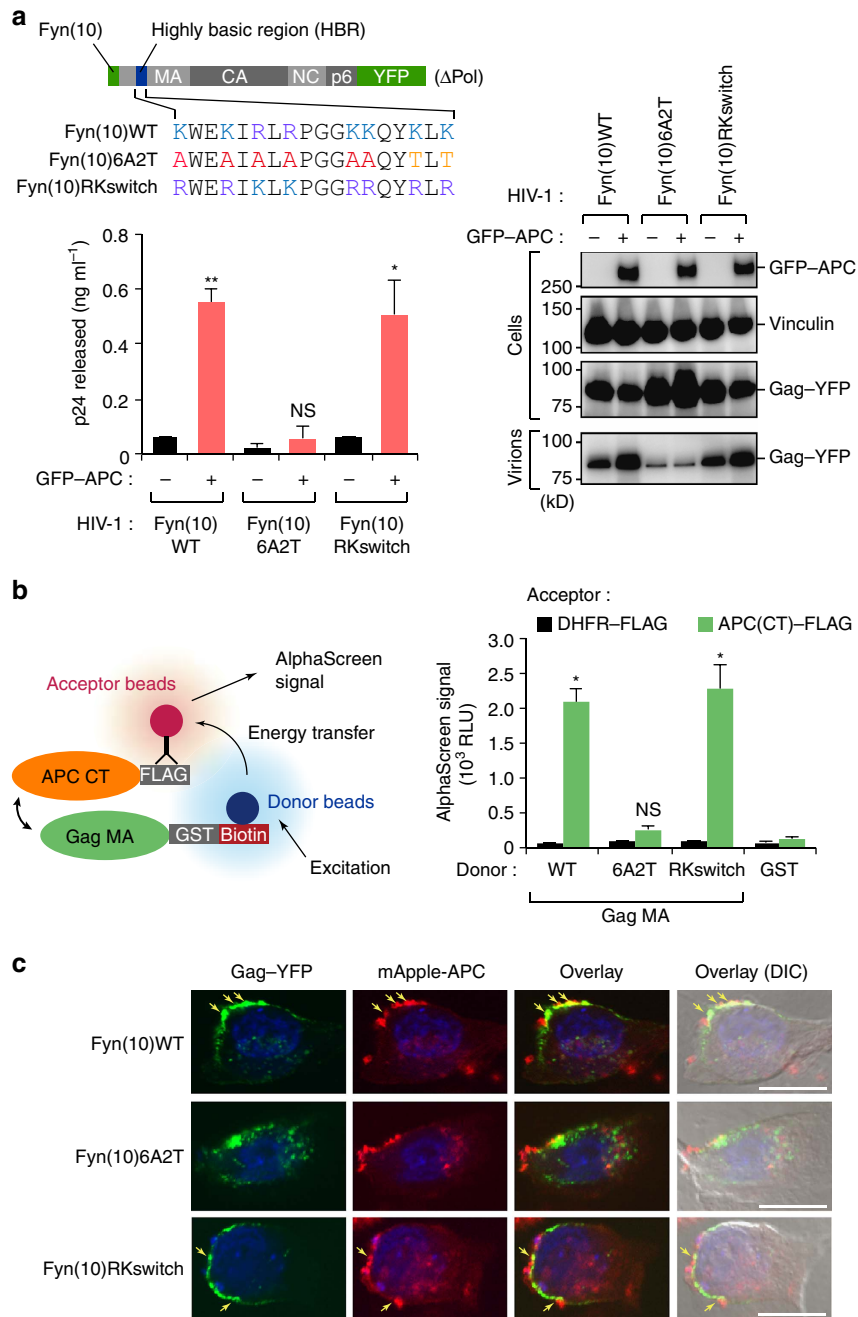 a
Fyn(10)
Highly basic region (HBR)
MA CA NC p6 YFP (ΔPol)
Fyn(10)WT KWEKIRLRPGGKKQYKLK
Fyn(10)6A2T AWEAIALAPGGAAQYTLT
Fyn(10)RKswitch RWERIKLKPGGRRQYRLR
p24 released (ng ml⁻¹)
0.8
0.6
0.4
0.2
0
**
NS
*
GFP–APC : – + – + – +
HIV-1 : Fyn(10) WT Fyn(10) 6A2T Fyn(10) RKswitch
HIV-1 : Fyn(10)WT Fyn(10)6A2T Fyn(10)RKswitch
GFP–APC : – + – + – +
Cells
250
GFP–APC
150
100
Vinculin
100
75
Gag–YFP
Virions
100
75
Gag–YFP
(kD)
b
Acceptor beads
AlphaScreen signal
Energy transfer
APC CT
FLAG
Donor beads
Gag MA
GST
Biotin
Excitation
Acceptor :
DHFR–FLAG APC(CT)–FLAG
AlphaScreen signal
(10³ RLU)
3.0
2.5
2.0
1.5
1.0
0.5
0
*
NS
*
Donor : WT 6A2T RKswitch GST
Gag MA
c
Gag–YFP mApple-APC Overlay Overlay (DIC)
Fyn(10)WT
Fyn(10)6A2T
Fyn(10)RKswitch